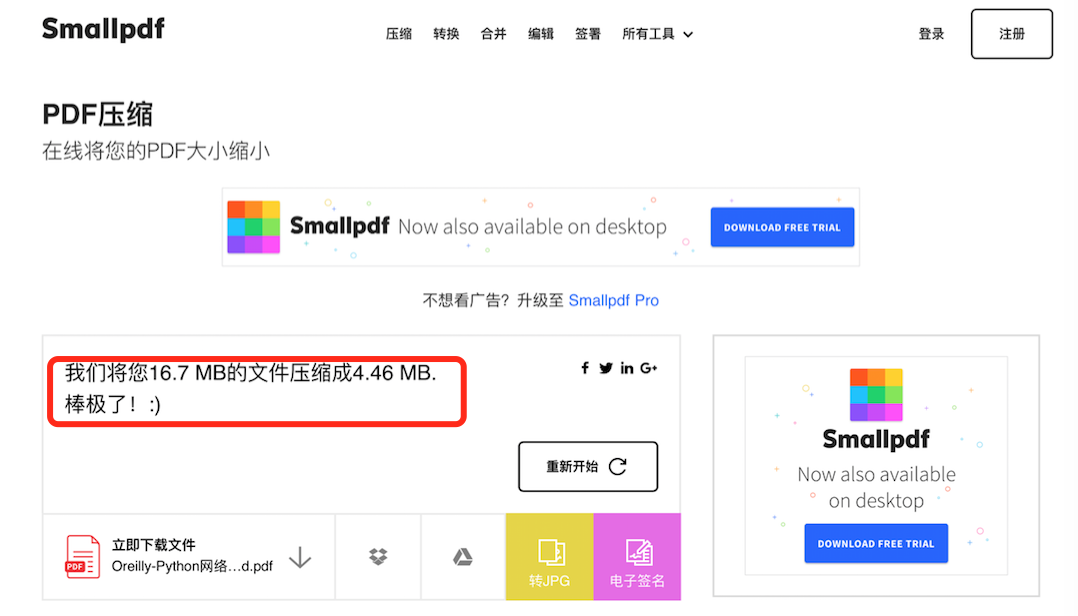 Smallpdf
压缩 转换 合并 编辑 签署 所有工具
登录 注册
PDF压缩
在线将您的PDF大小缩小
Smallpdf Now also available on desktop DOWNLOAD FREE TRIAL
不想看广告? 升级至 Smallpdf Pro
我们将您16.7 MB的文件压缩成4.46 MB.
棒极了! :)
f in G+
重新开始
立即下载文件
PDF Oreilly-Python网络...d.pdf
转JPG
电子签名
Smallpdf
Now also available
on desktop
DOWNLOAD FREE TRIAL